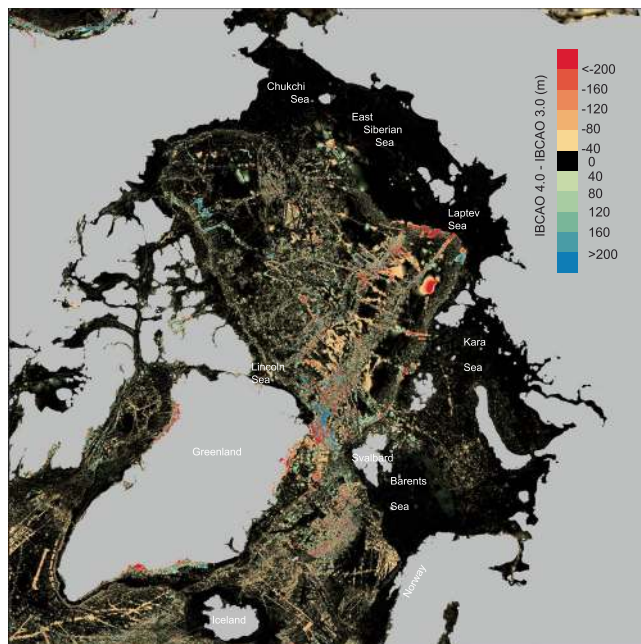 Chukchi
Sea
East
Siberian
Sea
Laptev
Sea
Kara
Sea
Lincoln
Sea
Greenland
Svalbard
Barents
Sea
Norway
Iceland
IBCAO 4.0 - IBCAO 3.0 (m)
<-200
-160
-120
-80
-40
0
40
80
120
160
>200